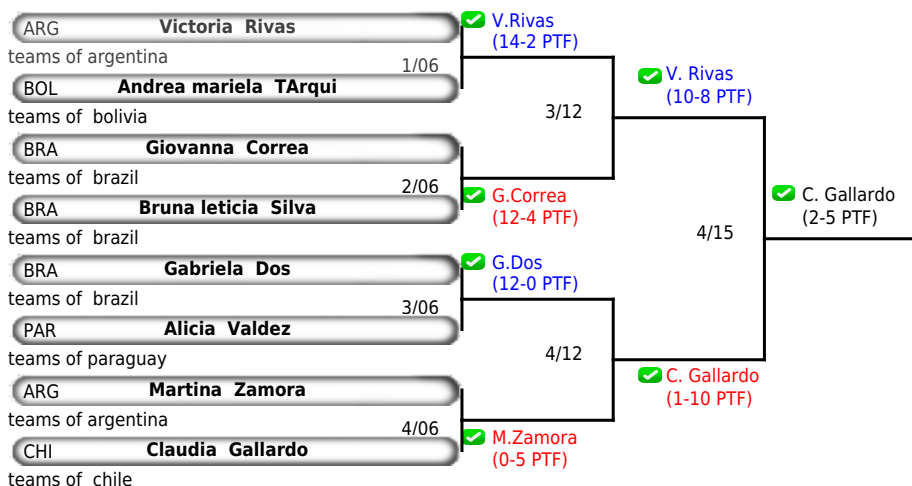 ARG Victoria Rivas
teams of argentina
1/06
BOL Andrea mariela TArqui
teams of bolivia
BRA Giovanna Correa
teams of brazil
2/06
BRA Bruna leticia Silva
teams of brazil
BRA Gabriela Dos
teams of brazil
3/06
PAR Alicia Valdez
teams of paraguay
ARG Martina Zamora
teams of argentina
4/06
CHI Claudia Gallardo
teams of chile
V.Rivas
(14-2 PTF)
3/12
G.Correa
(12-4 PTF)
G.Dos
(12-0 PTF)
4/12
M.Zamora
(0-5 PTF)
V. Rivas
(10-8 PTF)
4/15
C. Gallardo
(1-10 PTF)
C. Gallardo
(2-5 PTF)